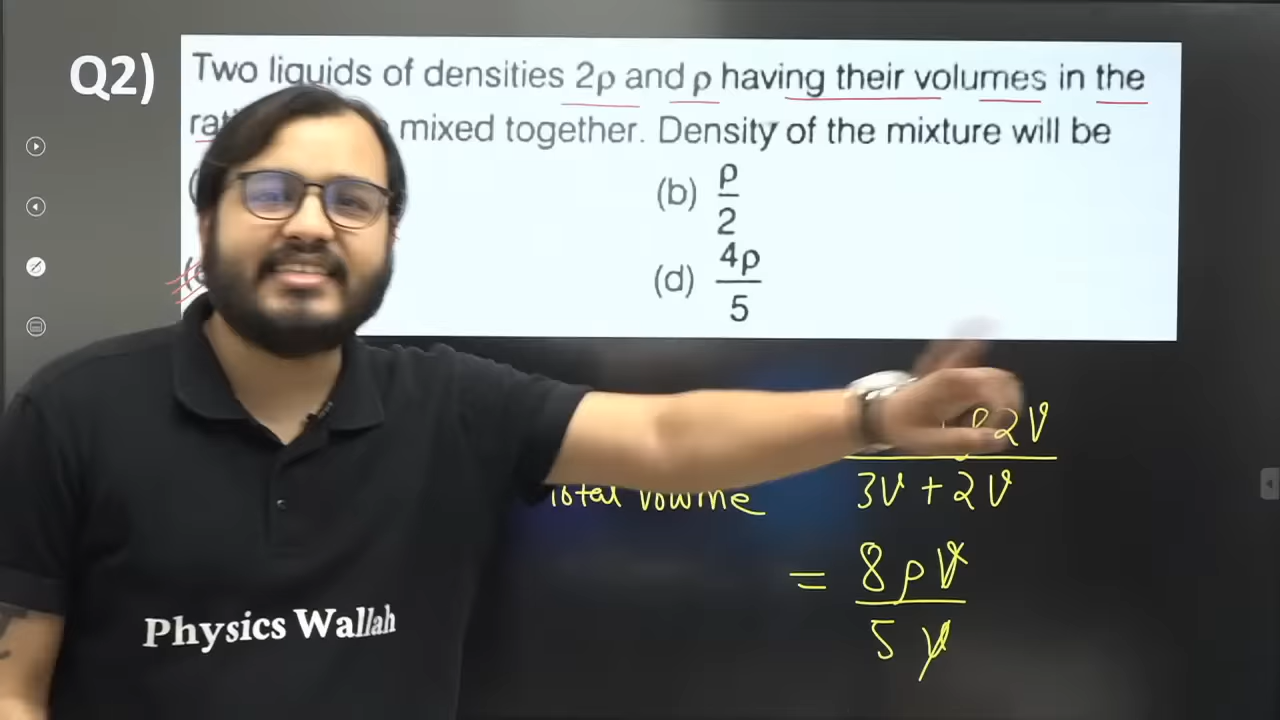 Q2)
Two liquids of densities 2ρ and ρ having their volumes in the
mixed together. Density of the mixture will be
(b) ρ/2
(d) 4ρ/5
2V
Total volume
3V + 2V
= 8ρV
5V
Physics Wallah